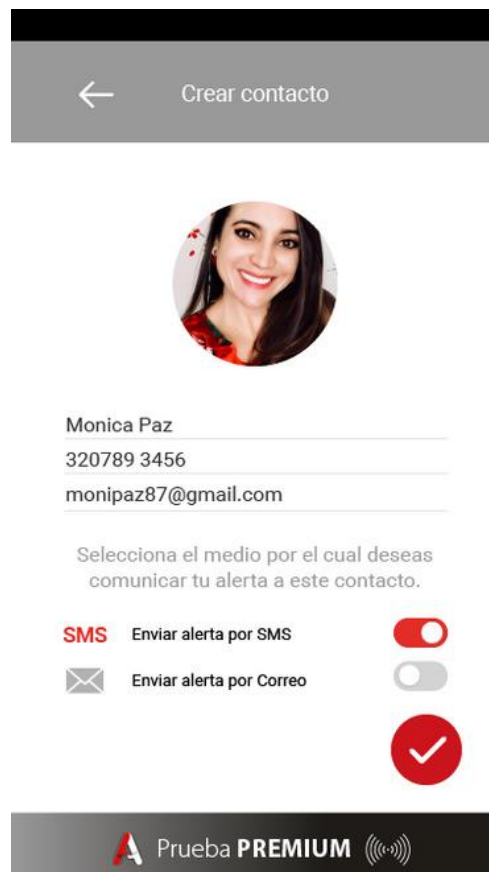 Crear contacto
Monica Paz
320789 3456
monipaz87@gmail.com
Selecciona el medio por el cual deseas
comunicar tu alerta a este contacto.
SMS Enviar alerta por SMS
Enviar alerta por Correo
Prueba PREMIUM